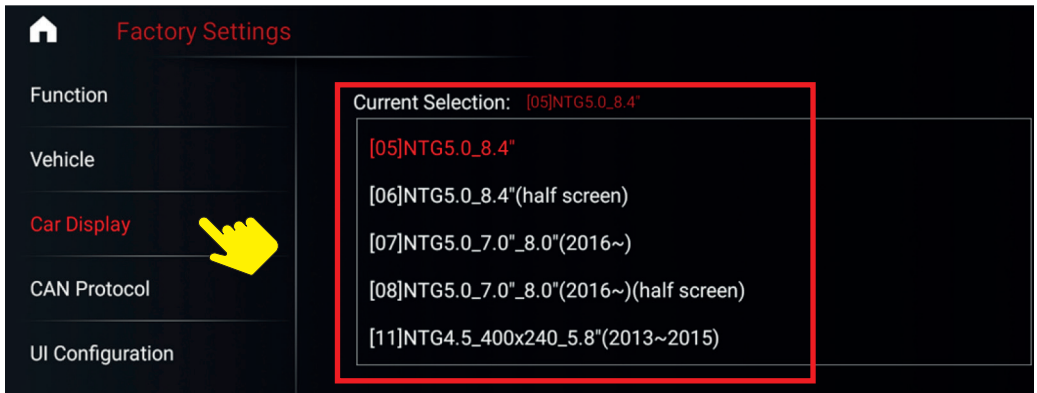 Factory Settings
Function
Vehicle
Car Display
CAN Protocol
UI Configuration
Current Selection: [05]NTG5.0_8.4"
[05]NTG5.0_8.4"
[06]NTG5.0_8.4"(half screen)
[07]NTG5.0_7.0"_8.0"(2016~)
[08]NTG5.0_7.0"_8.0"(2016~)(half screen)
[11]NTG4.5_400x240_5.8"(2013~2015)